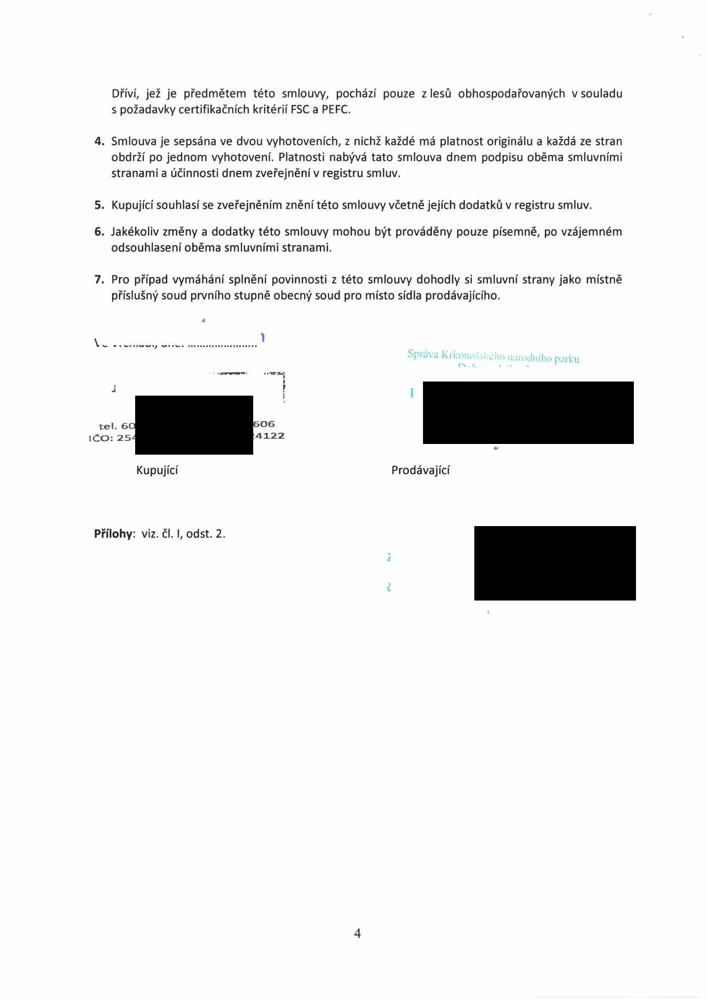 Dříví, jež je předmětem této smlouvy, pochází pouze z lesů obhospodařovaných v souladu
s požadavky certifikačních kritérií FSC a PEFC.
4. Smlouva je sepsána ve dvou vyhotoveních, z nichž každé má platnost originálu a každá ze stran
obdrží po jednom vyhotovení. Platnosti nabývá tato smlouva dnem podpisu oběma smluvními
stranami a účinnosti dnem zveřejnění v registru smluv.
5. Kupující souhlasí se zveřejněním znění této smlouvy včetně jejích dodatků v registru smluv.
6. Jakékoliv změny a dodatky této smlouvy mohou být prováděny pouze písemně, po vzájemném
odsouhlasení oběma smluvními stranami.
7. Pro případ vymáhání splnění povinnosti z této smlouvy dohodly si smluvní strany jako místně
příslušný soud prvního stupně obecný soud pro místo sídla prodávajícího.
Správa Krkonošského národního parku
tel. 60 606
IČO: 25 24122
Kupující Prodávající
Přílohy: viz. čl. I, odst. 2.
4